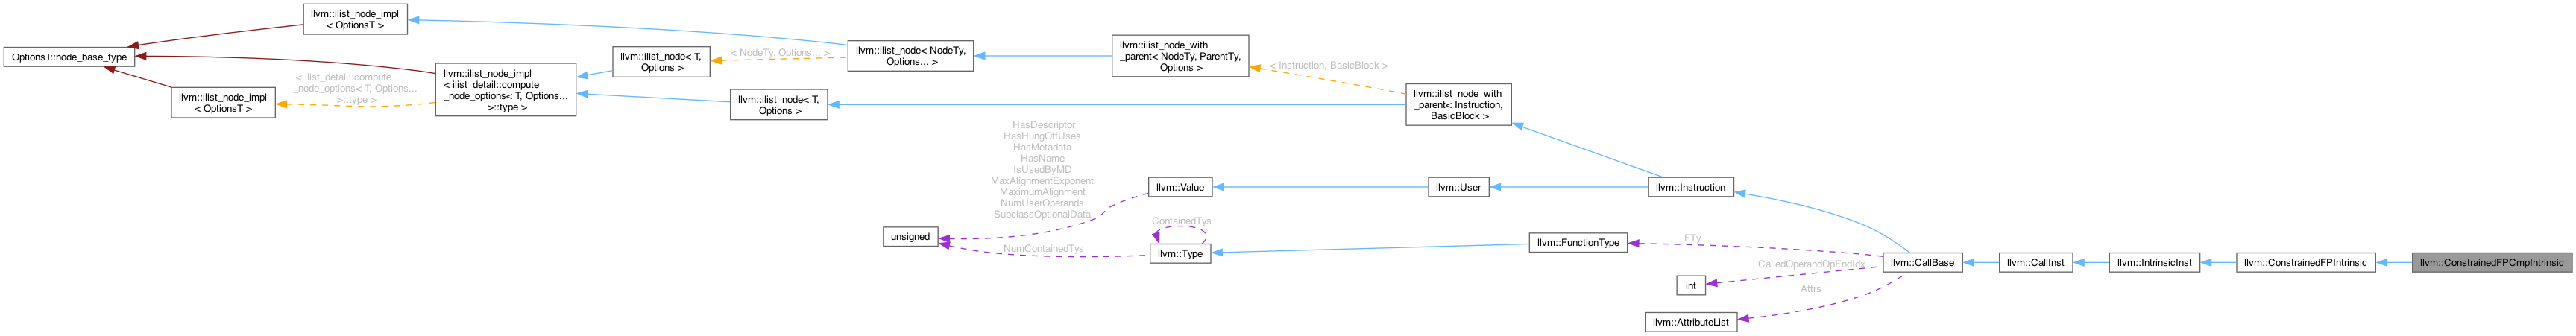 llvm::ilist_node_impl
< OptionsT >
OptionsT::node_base_type
< ilist_detail::compute
_node_options< T, Options...
>::type >
llvm::ilist_node_impl
< OptionsT >
llvm::ilist_node_impl
< ilist_detail::compute
_node_options< T, Options...
>::type >
llvm::ilist_node< T,
Options >
< NodeTy, Options... >
llvm::ilist_node< NodeTy,
Options... >
llvm::ilist_node< T,
Options >
llvm::ilist_node_with
_parent< NodeTy, ParentTy,
Options >
< Instruction, BasicBlock >
llvm::ilist_node_with
_parent< Instruction,
BasicBlock >
HasDescriptor
HasHungOffUses
HasMetadata
HasName
IsUsedByMD
MaxAlignmentExponent
MaximumAlignment
NumUserOperands
SubclassOptionalData
llvm::Value
llvm::User
llvm::Instruction
unsigned
NumContainedTys
ContainedTys
llvm::Type
llvm::FunctionType
FTy
CalledOperandOpEndIdx
int
Attrs
llvm::AttributeList
llvm::CallBase
llvm::CallInst
llvm::IntrinsicInst
llvm::ConstrainedFPIntrinsic
llvm::ConstrainedFPCmpIntrinsic